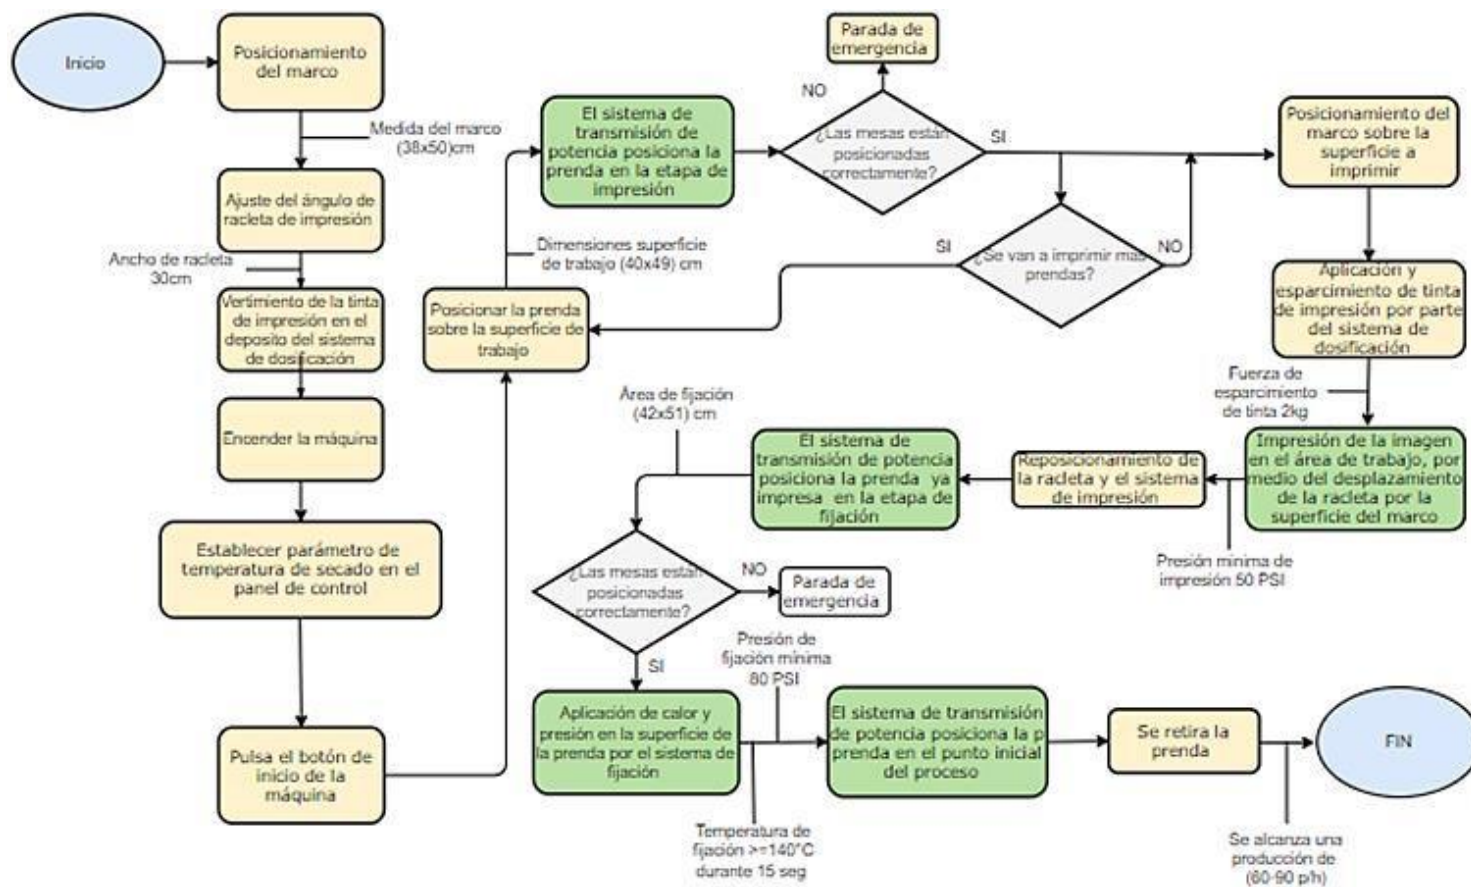 Inicio
Posicionamiento
del marco
Medida del marco
(38x50)cm
Ajuste del ángulo de
racleta de impresión
Ancho de racleta
30cm
Vertimiento de la tinta
de impresión en el
deposito del sistema
de dosificación
Encender la máquina
Establecer parámetro de
temperatura de secado en el
panel de control
Pulsa el botón de
inicio de la
máquina
Posicionar la prenda
sobre la superficie de
trabajo
Dimensiones superficie
de trabajo (40x49) cm
El sistema de
transmisión de
potencia posiciona la
prenda en la etapa de
impresión
¿Las mesas están
posicionadas
correctamente?
NO
Parada de
emergencia
SI
¿Se van a imprimir mas
prendas?
SI
NO
Posicionamiento del
marco sobre la
superficie a
imprimir
Aplicación y
esparcimiento de tinta
de impresión por parte
del sistema de
dosificación
Fuerza de
esparcimiento
de tinta 2kg
Impresión de la imagen
en el área de trabajo, por
medio del desplazamiento
de la racleta por la
superficie del marco
Presión minima de
impresión 50 PSI
Reposicionamiento de
la racleta y el sistema
de impresión
El sistema de
transmisión de potencia
posiciona la prenda ya
impresa en la etapa de
fijación
Área de fijación
(42x51) cm
¿Las mesas están
posicionadas
correctamente?
NO
Parada de
emergencia
SI
Aplicación de calor y
presión en la superficie de
la prenda por el sistema de
fijación
Presión de
fijación mínima
80 PSI
Temperatura de
fijación >=140°C
durante 15 seg
El sistema de transmisión
de potencia posiciona la p
prenda en el punto inicial
del proceso
Se retira la
prenda
Se alcanza una
producción de
(60-90 p/h)
FIN